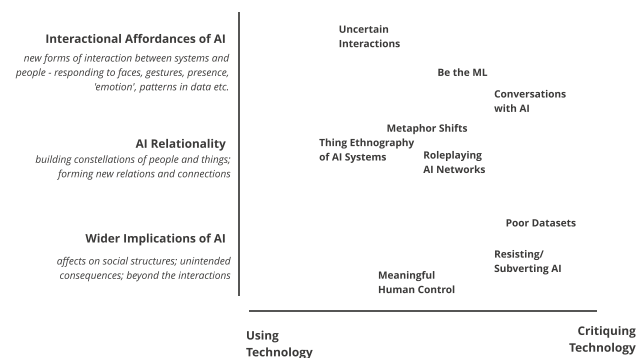 Interactional Affordances of AI
new forms of interaction between systems and
people - responding to faces, gestures, presence,
'emotion', patterns in data etc.
AI Relationality
building constellations of people and things;
forming new relations and connections
Wider Implications of AI
affects on social structures; unintended
consequences; beyond the interactions
Uncertain
Interactions
Be the ML
Conversations
with AI
Metaphor Shifts
Thing Ethnography
of AI Systems
Roleplaying
AI Networks
Poor Datasets
Resisting/
Subverting AI
Meaningful
Human Control
Using
Technology
Critiquing
Technology